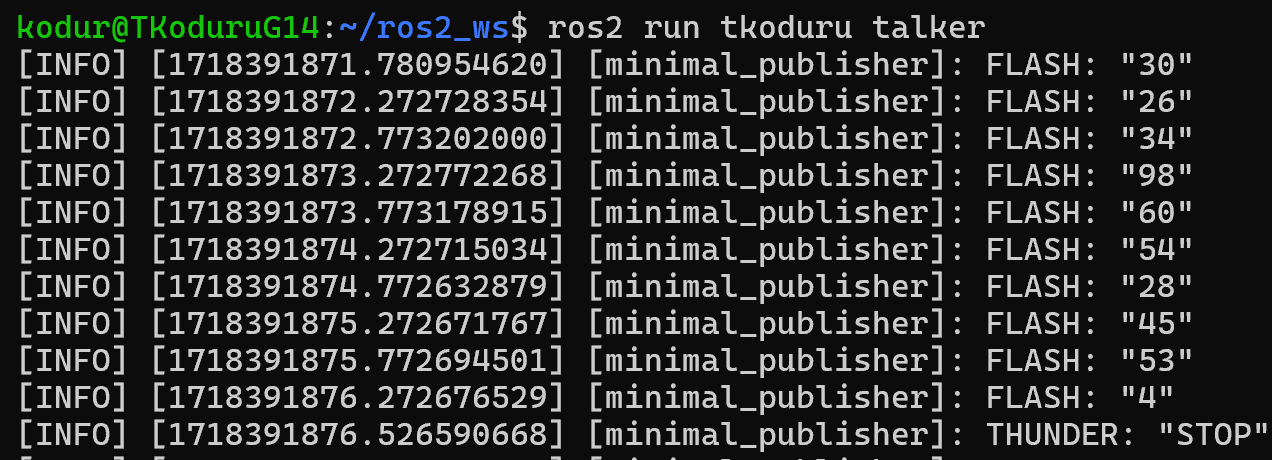 kodur@TKoduruG14:~/ros2_ws$ ros2 run tkoduru talker
[INFO] [1718391871.780954620] [minimal_publisher]: FLASH: "30"
[INFO] [1718391872.272728354] [minimal_publisher]: FLASH: "26"
[INFO] [1718391872.773202000] [minimal_publisher]: FLASH: "34"
[INFO] [1718391873.272772268] [minimal_publisher]: FLASH: "98"
[INFO] [1718391873.773178915] [minimal_publisher]: FLASH: "60"
[INFO] [1718391874.272715034] [minimal_publisher]: FLASH: "54"
[INFO] [1718391874.772632879] [minimal_publisher]: FLASH: "28"
[INFO] [1718391875.272671767] [minimal_publisher]: FLASH: "45"
[INFO] [1718391875.772694501] [minimal_publisher]: FLASH: "53"
[INFO] [1718391876.272676529] [minimal_publisher]: FLASH: "4"
[INFO] [1718391876.526590668] [minimal_publisher]: THUNDER: "STOP"